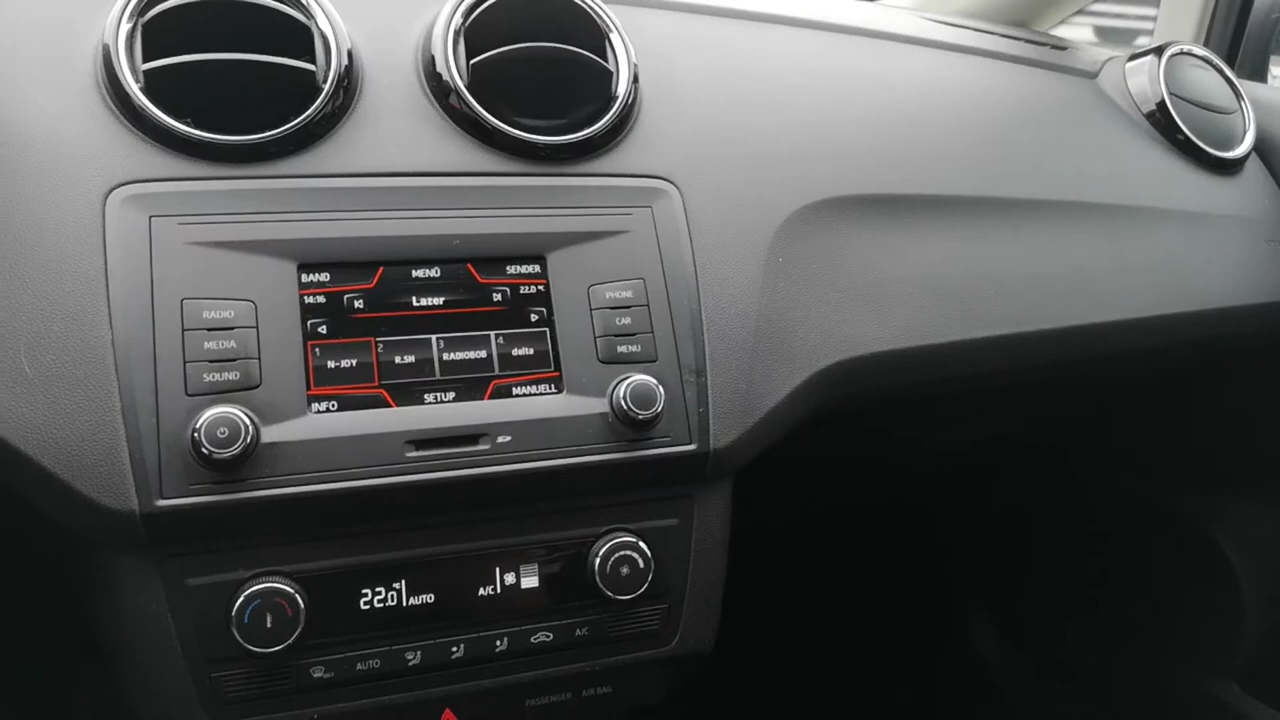 BAND MENÜ SENDER
14:16 Lazer 22.0 °C
1 N-JOY 2 R.SH 3 RADIOBOB 4 delta
INFO SETUP MANUELL
RADIO
MEDIA
SOUND
PHONE
CAR
MENU
22.0°C AUTO A/C
MAX AUTO A/C
PASSENGER AIR BAG